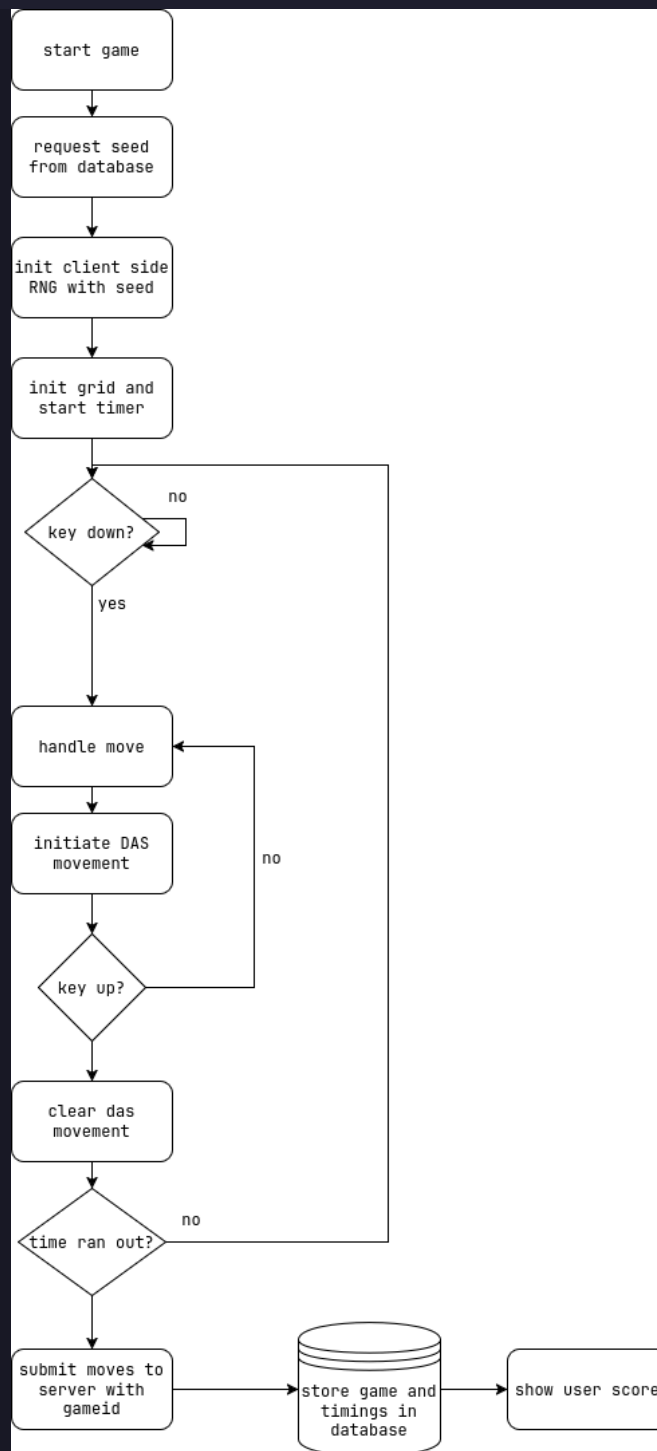 start game
request seed
from database
init client side
RNG with seed
init grid and
start timer
no
key down?
yes
handle move
initiate DAS
movement
no
key up?
clear das
movement
no
time ran out?
submit moves to
server with
gameid
store game and
timings in
database
show user score